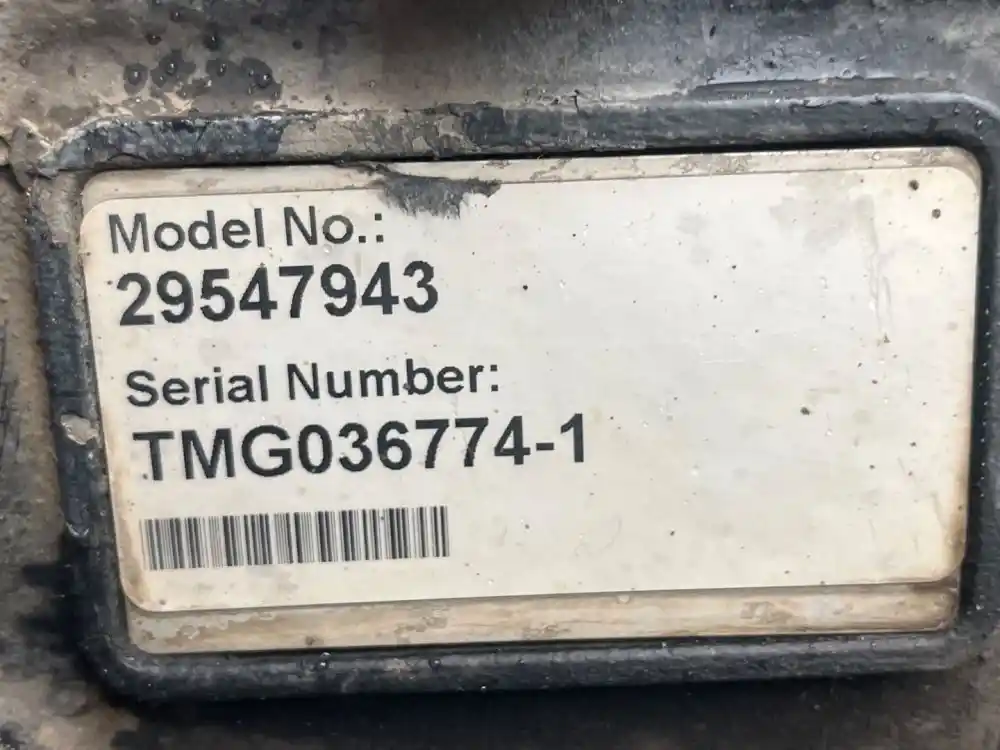 Model No.:
29547943
Serial Number:
TMG036774-1